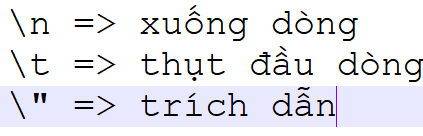 \n => xuống dòng
\t => thụt đầu dòng
\" => trích dẫn